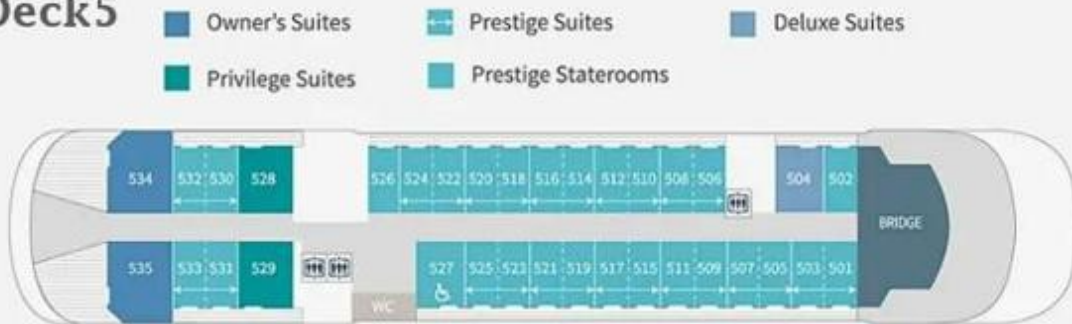 Deck5
Owner's Suites
Prestige Suites
Deluxe Suites
Privilege Suites
Prestige Staterooms
534 532 530 528 526 524 522 520 518 516 514 512 510 508 506 504 502
BRIDGE
535 533 531 529 527 525 523 521 519 517 515 511 509 507 505 503 501
WC